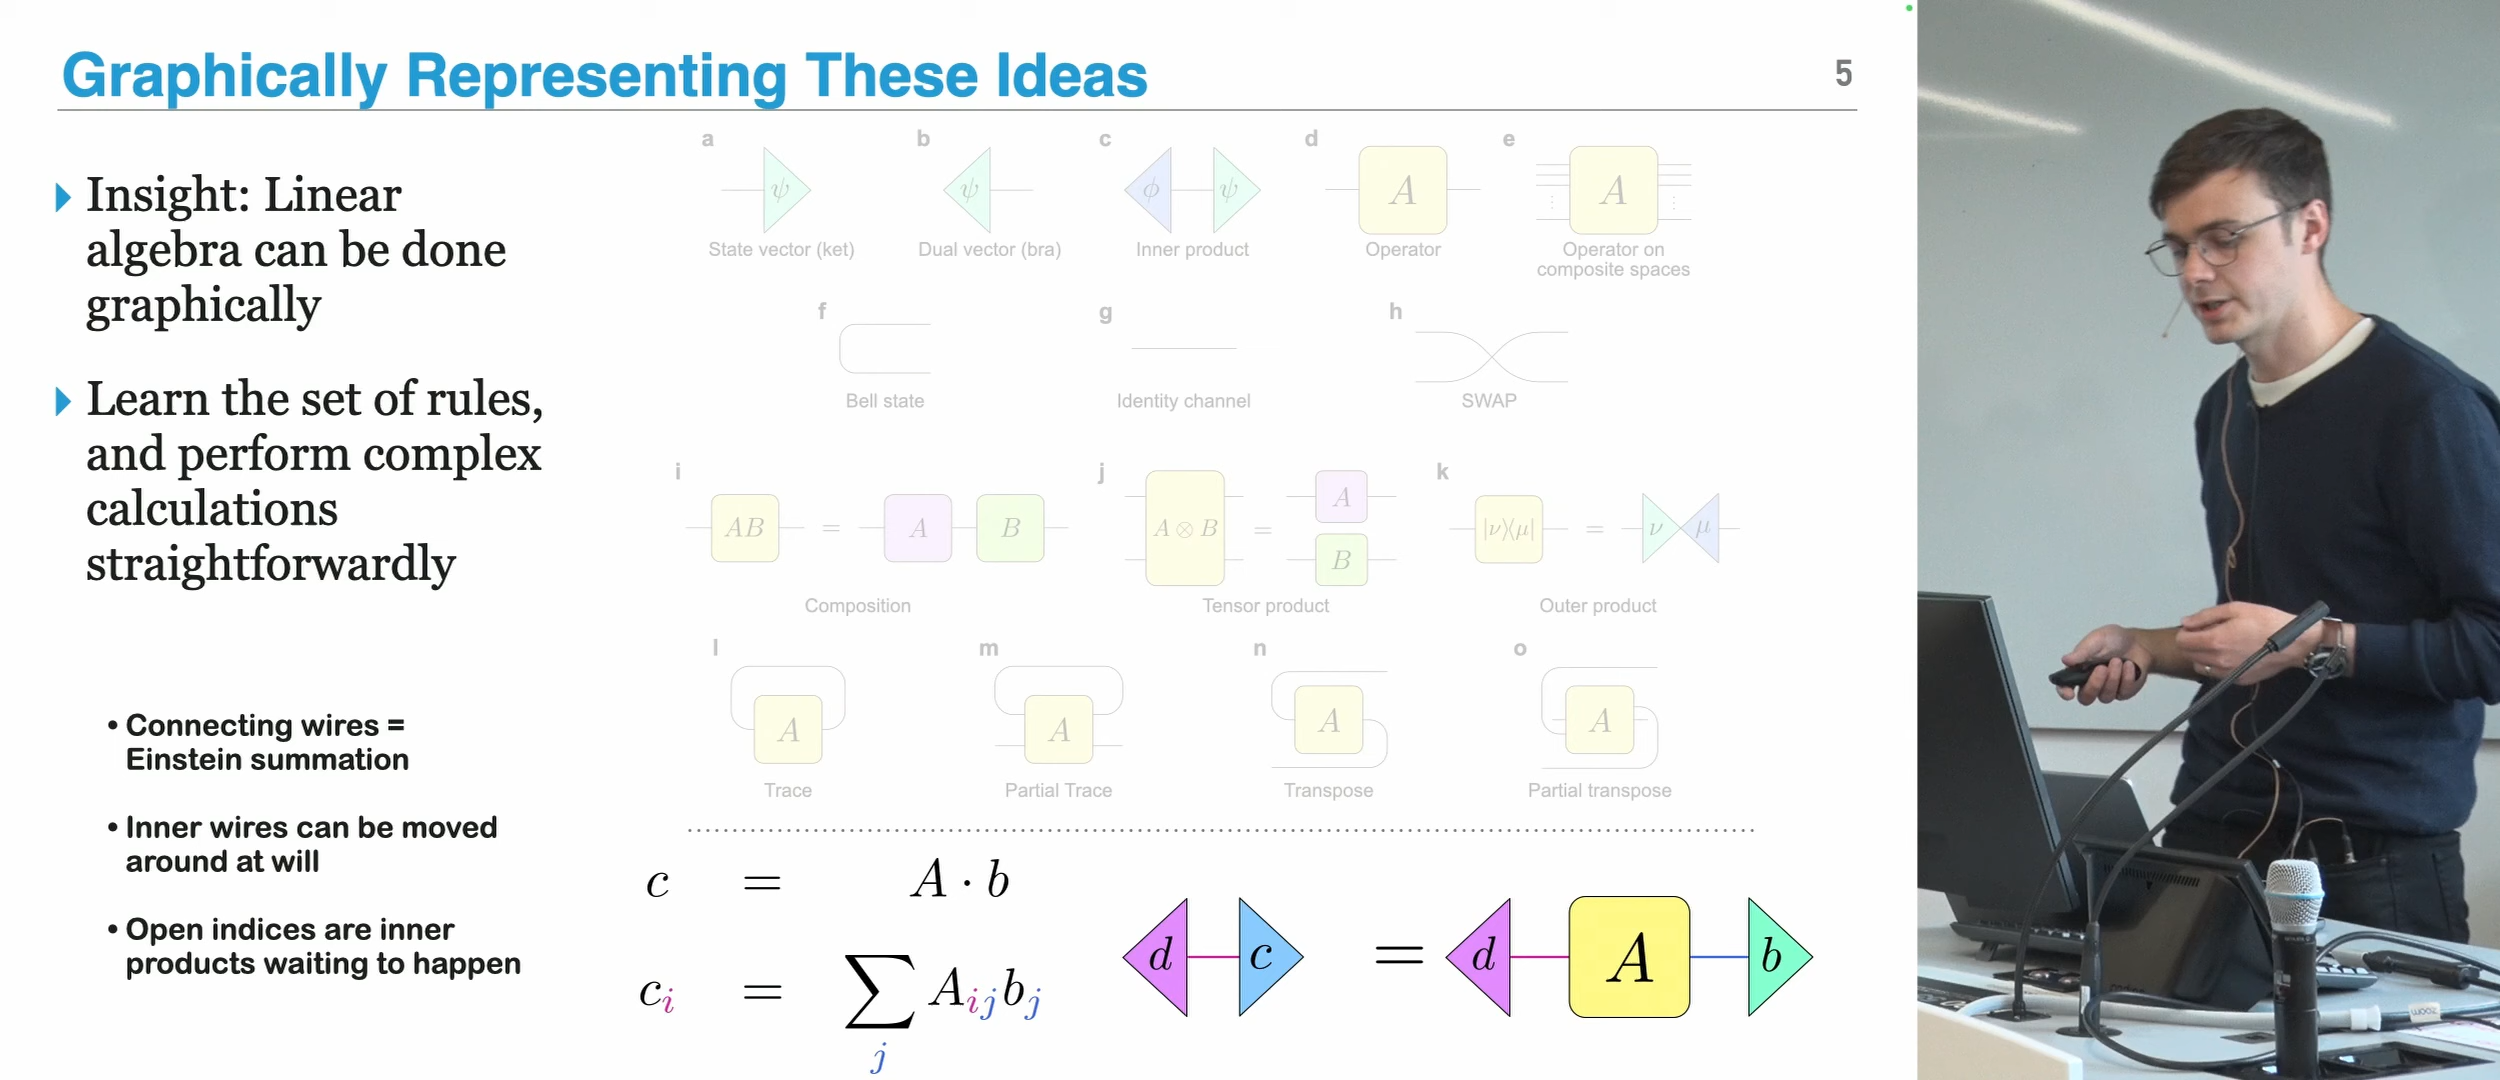 Graphically Representing These Ideas
5
Insight: Linear
algebra can be done
graphically
Learn the set of rules,
and perform complex
calculations
straightforwardly
• Connecting wires =
Einstein summation
• Inner wires can be moved
around at will
• Open indices are inner
products waiting to happen
a
ψ
State vector (ket)
b
ψ
Dual vector (bra)
c
ϕ ψ
Inner product
d
A
Operator
e
A
Operator on
composite spaces
f
Bell state
g
Identity channel
h
SWAP
i
AB = A B
Composition
j
A ⊗ B = A B
Tensor product
k
|ν⟩⟨μ| = ν μ
Outer product
l
A
Trace
m
A
Partial Trace
n
A
Transpose
o
A
Partial transpose
c = A · b
c_i = ∑_j A_{ij} b_j
d c = d A b
zoom